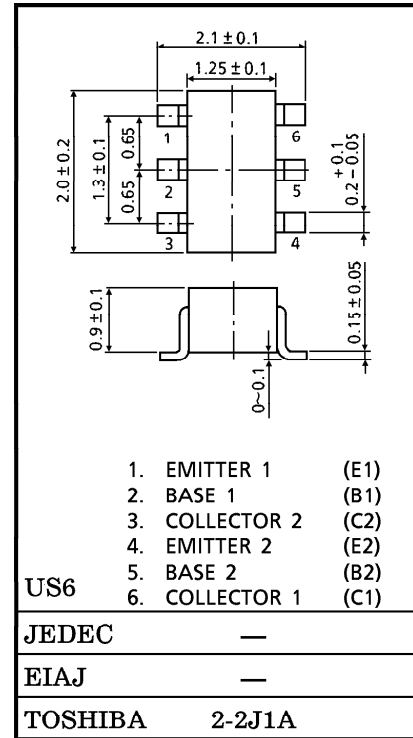 2.1±0.1
1.25±0.1
2.0±0.2
1.3±0.1
0.65
0.65
1
2
3
6
5
4
+0.1
0.2-0.05
0.9±0.1
0.15±0.05
0~0.1
1. EMITTER 1 (E1)
2. BASE 1 (B1)
3. COLLECTOR 2 (C2)
4. EMITTER 2 (E2)
5. BASE 2 (B2)
6. COLLECTOR 1 (C1)
US6
JEDEC —
EIAJ —
TOSHIBA 2-2J1A